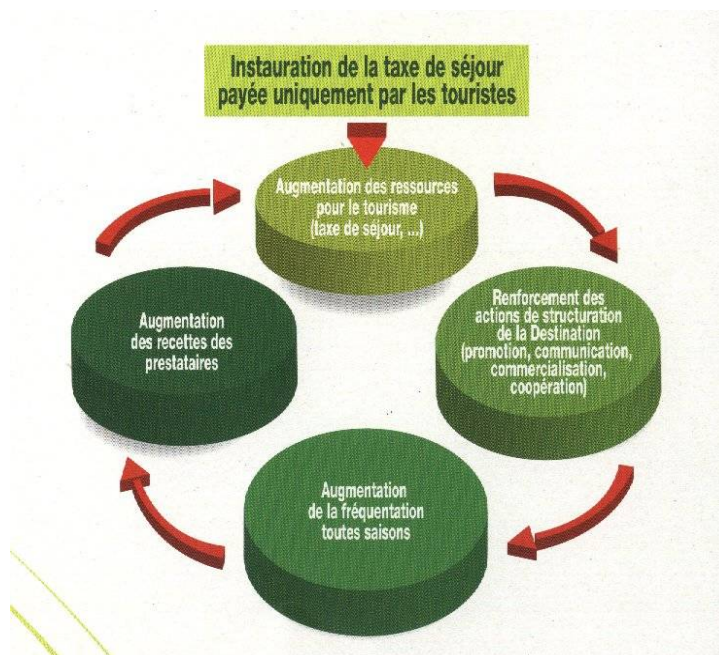 Instauration de la taxe de séjour
payée uniquement par les touristes
Augmentation des ressources
pour le tourisme
(taxe de séjour, ...)
Renforcement des
actions de structuration
de la Destination
(promotion, communication,
commercialisation,
coopération)
Augmentation
de la fréquentation
toutes saisons
Augmentation
des recettes des
prestataires